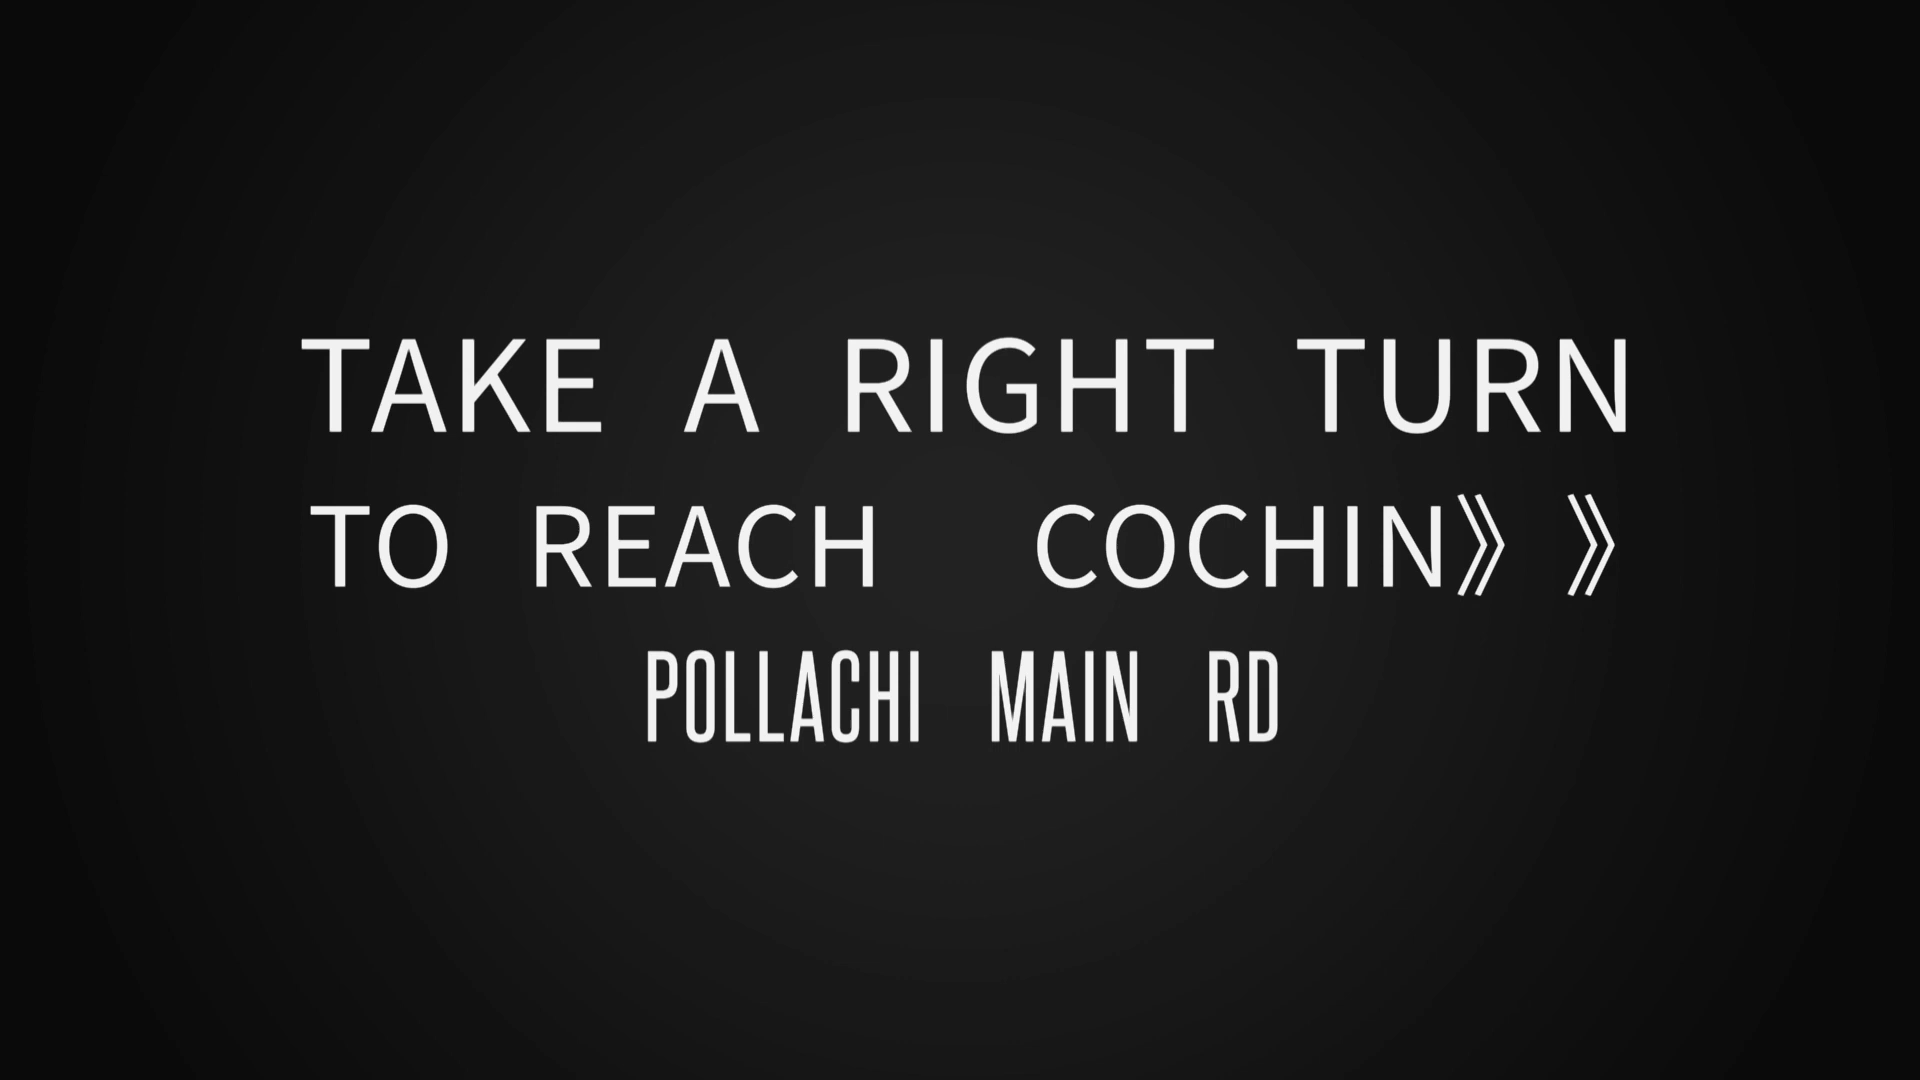 TAKE A RIGHT TURN
TO REACH COCHIN》 》
POLLACHI MAIN RD